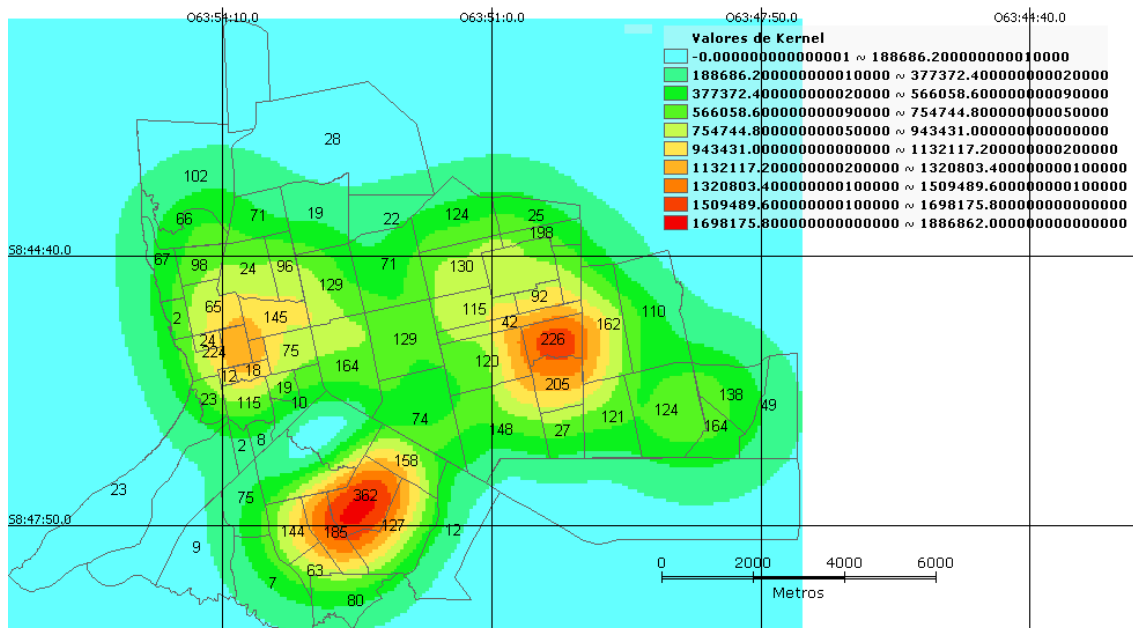 O63:54:10.0 O63:51:0.0 O63:47:50.0 O63:44:40.0
Valores de Kernel
-0.000000000000001 ~ 188686.200000000010000
188686.200000000010000 ~ 377372.400000000020000
377372.400000000020000 ~ 566058.600000000090000
566058.600000000090000 ~ 754744.800000000050000
754744.800000000050000 ~ 943431.000000000000000
943431.000000000000000 ~ 1132117.200000000200000
1132117.200000000200000 ~ 1320803.400000000100000
1320803.400000000100000 ~ 1509489.600000000100000
1509489.600000000100000 ~ 1698175.800000000000000
1698175.800000000000000 ~ 1886862.000000000000000
28
102
66 71 19 22 124 25
198
S8:44:40.0
67 98 24 96 129 71 130
92
65 145 115 110
2 42 162
24 224 75 129 226
164 120
12 18 19 205
23 115 10 138 49
124
74 121 164
148 27
2 8
158
23 75 362
S8:47:50.0
144 185 127 12
9
63
7 80
0 2000 4000 6000
Metros